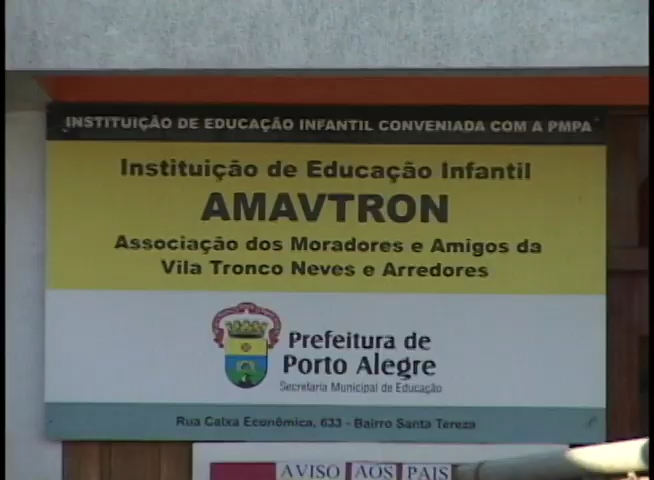 INSTITUIÇÃO DE EDUCAÇÃO INFANTIL CONVENIADA COM A PMPA
Instituição de Educação Infantil
AMAVTRON
Associação dos Moradores e Amigos da
Vila Tronco Neves e Arredores
Prefeitura de
Porto Alegre
Secretaria Municipal de Educação
Rua Caixa Econômica, 633 - Bairro Santa Tereza
AVISO AOS PAIS